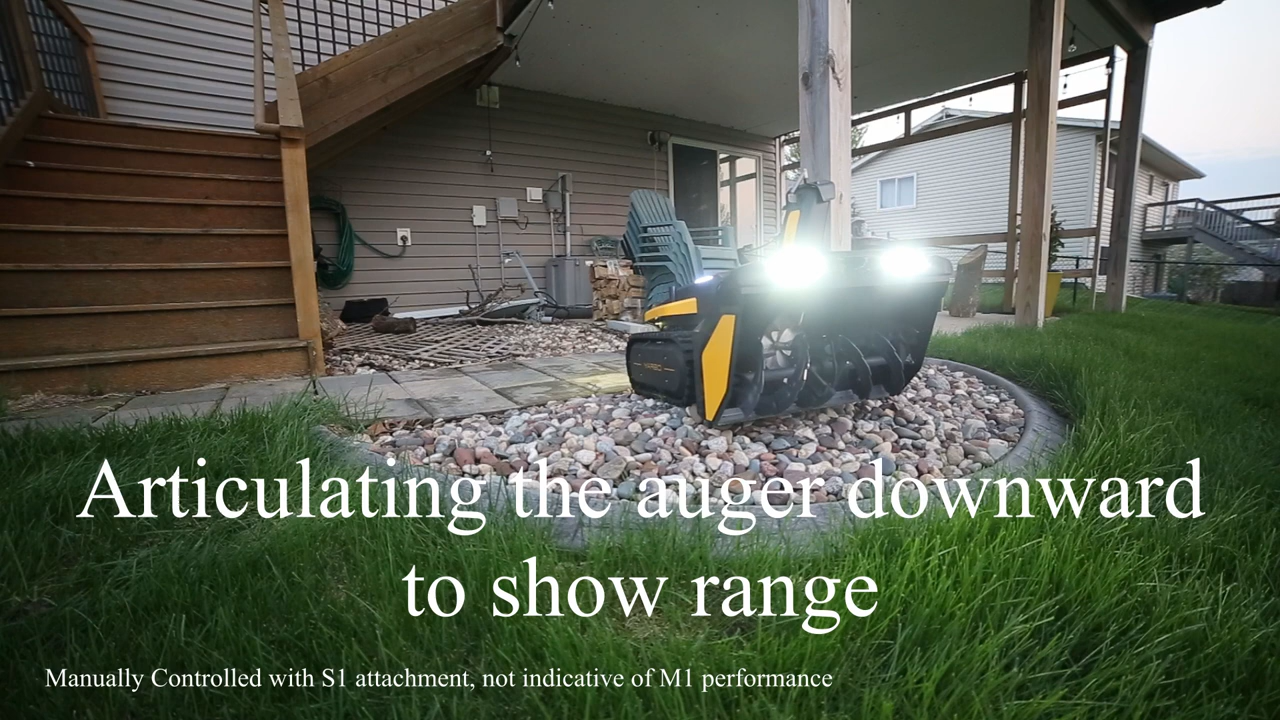 Articulating the auger downward
to show range
Manually Controlled with S1 attachment, not indicative of M1 performance